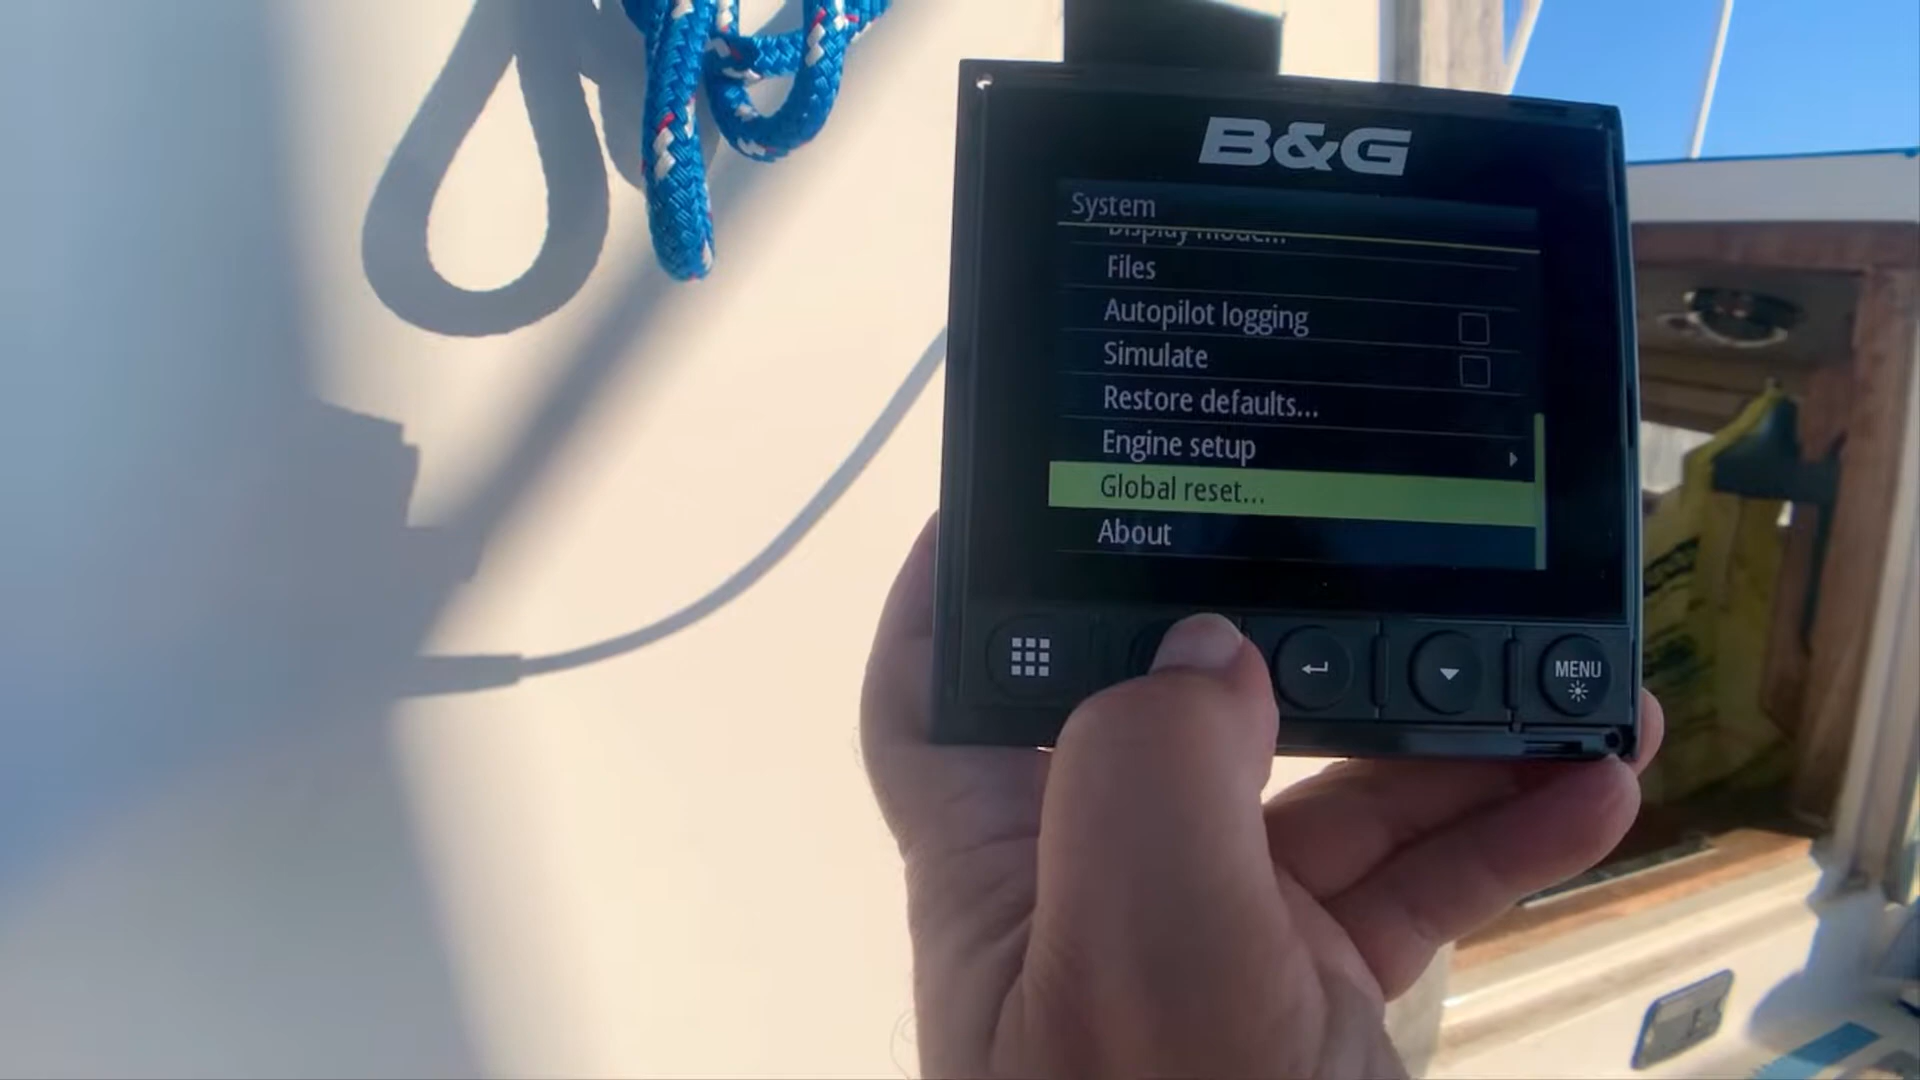 B&G
System
Display mode...
Files
Autopilot logging
Simulate
Restore defaults...
Engine setup
Global reset...
About
MENU